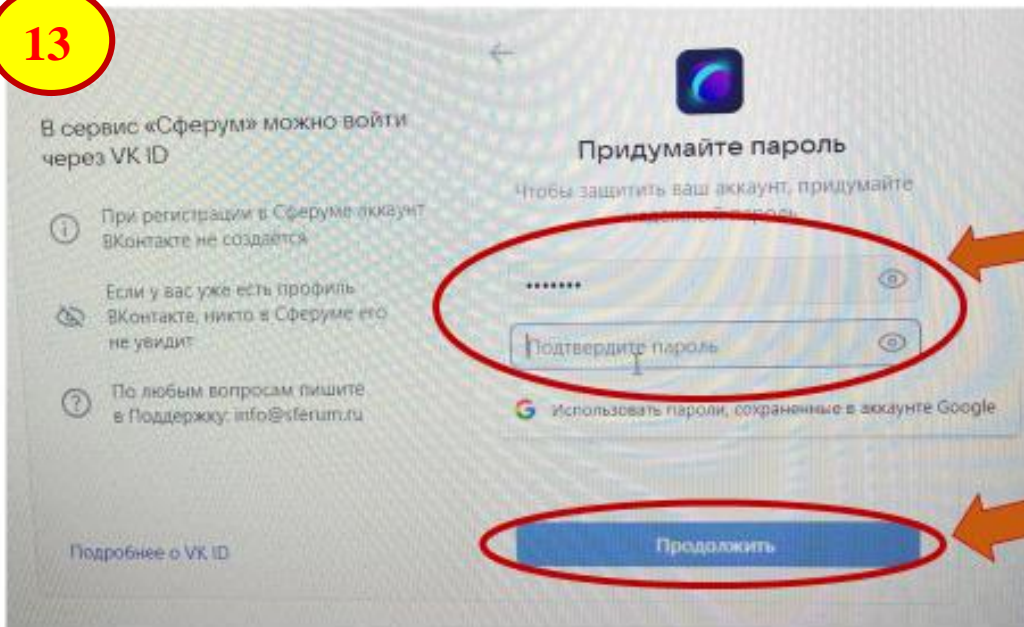 13
В сервис «Сферум» можно войти
через VK ID
При регистрации в Сферуме аккаунт
ВКонтакте не создаётся
Если у вас уже есть профиль
ВКонтакте, никто в Сферуме его
не увидит
По любым вопросам пишите
в Поддержку: info@sferum.ru
Подробнее о VK ID
Придумайте пароль
Чтобы защитить ваш аккаунт, придумайте
пароль
•••••••
Подтвердите пароль
Использовать пароли, сохраненные в аккаунте Google
Продолжить